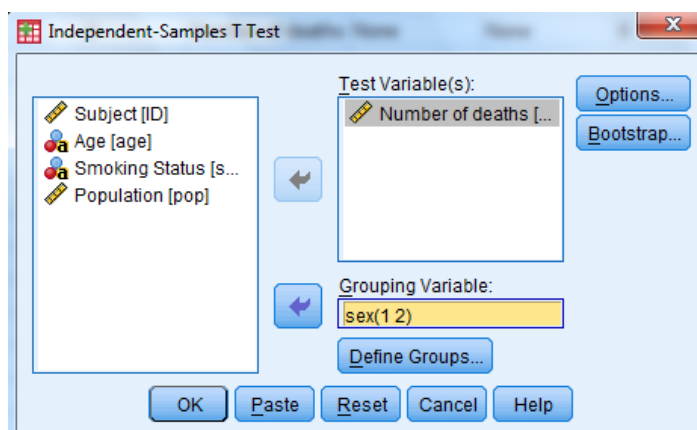 Independent-Samples T Test
Subject [ID]
Age [age]
Smoking Status [s...
Population [pop]
Test Variable(s):
Number of deaths [...
Grouping Variable:
sex(1 2)
Define Groups...
Options...
Bootstrap...
OK
Paste
Reset
Cancel
Help